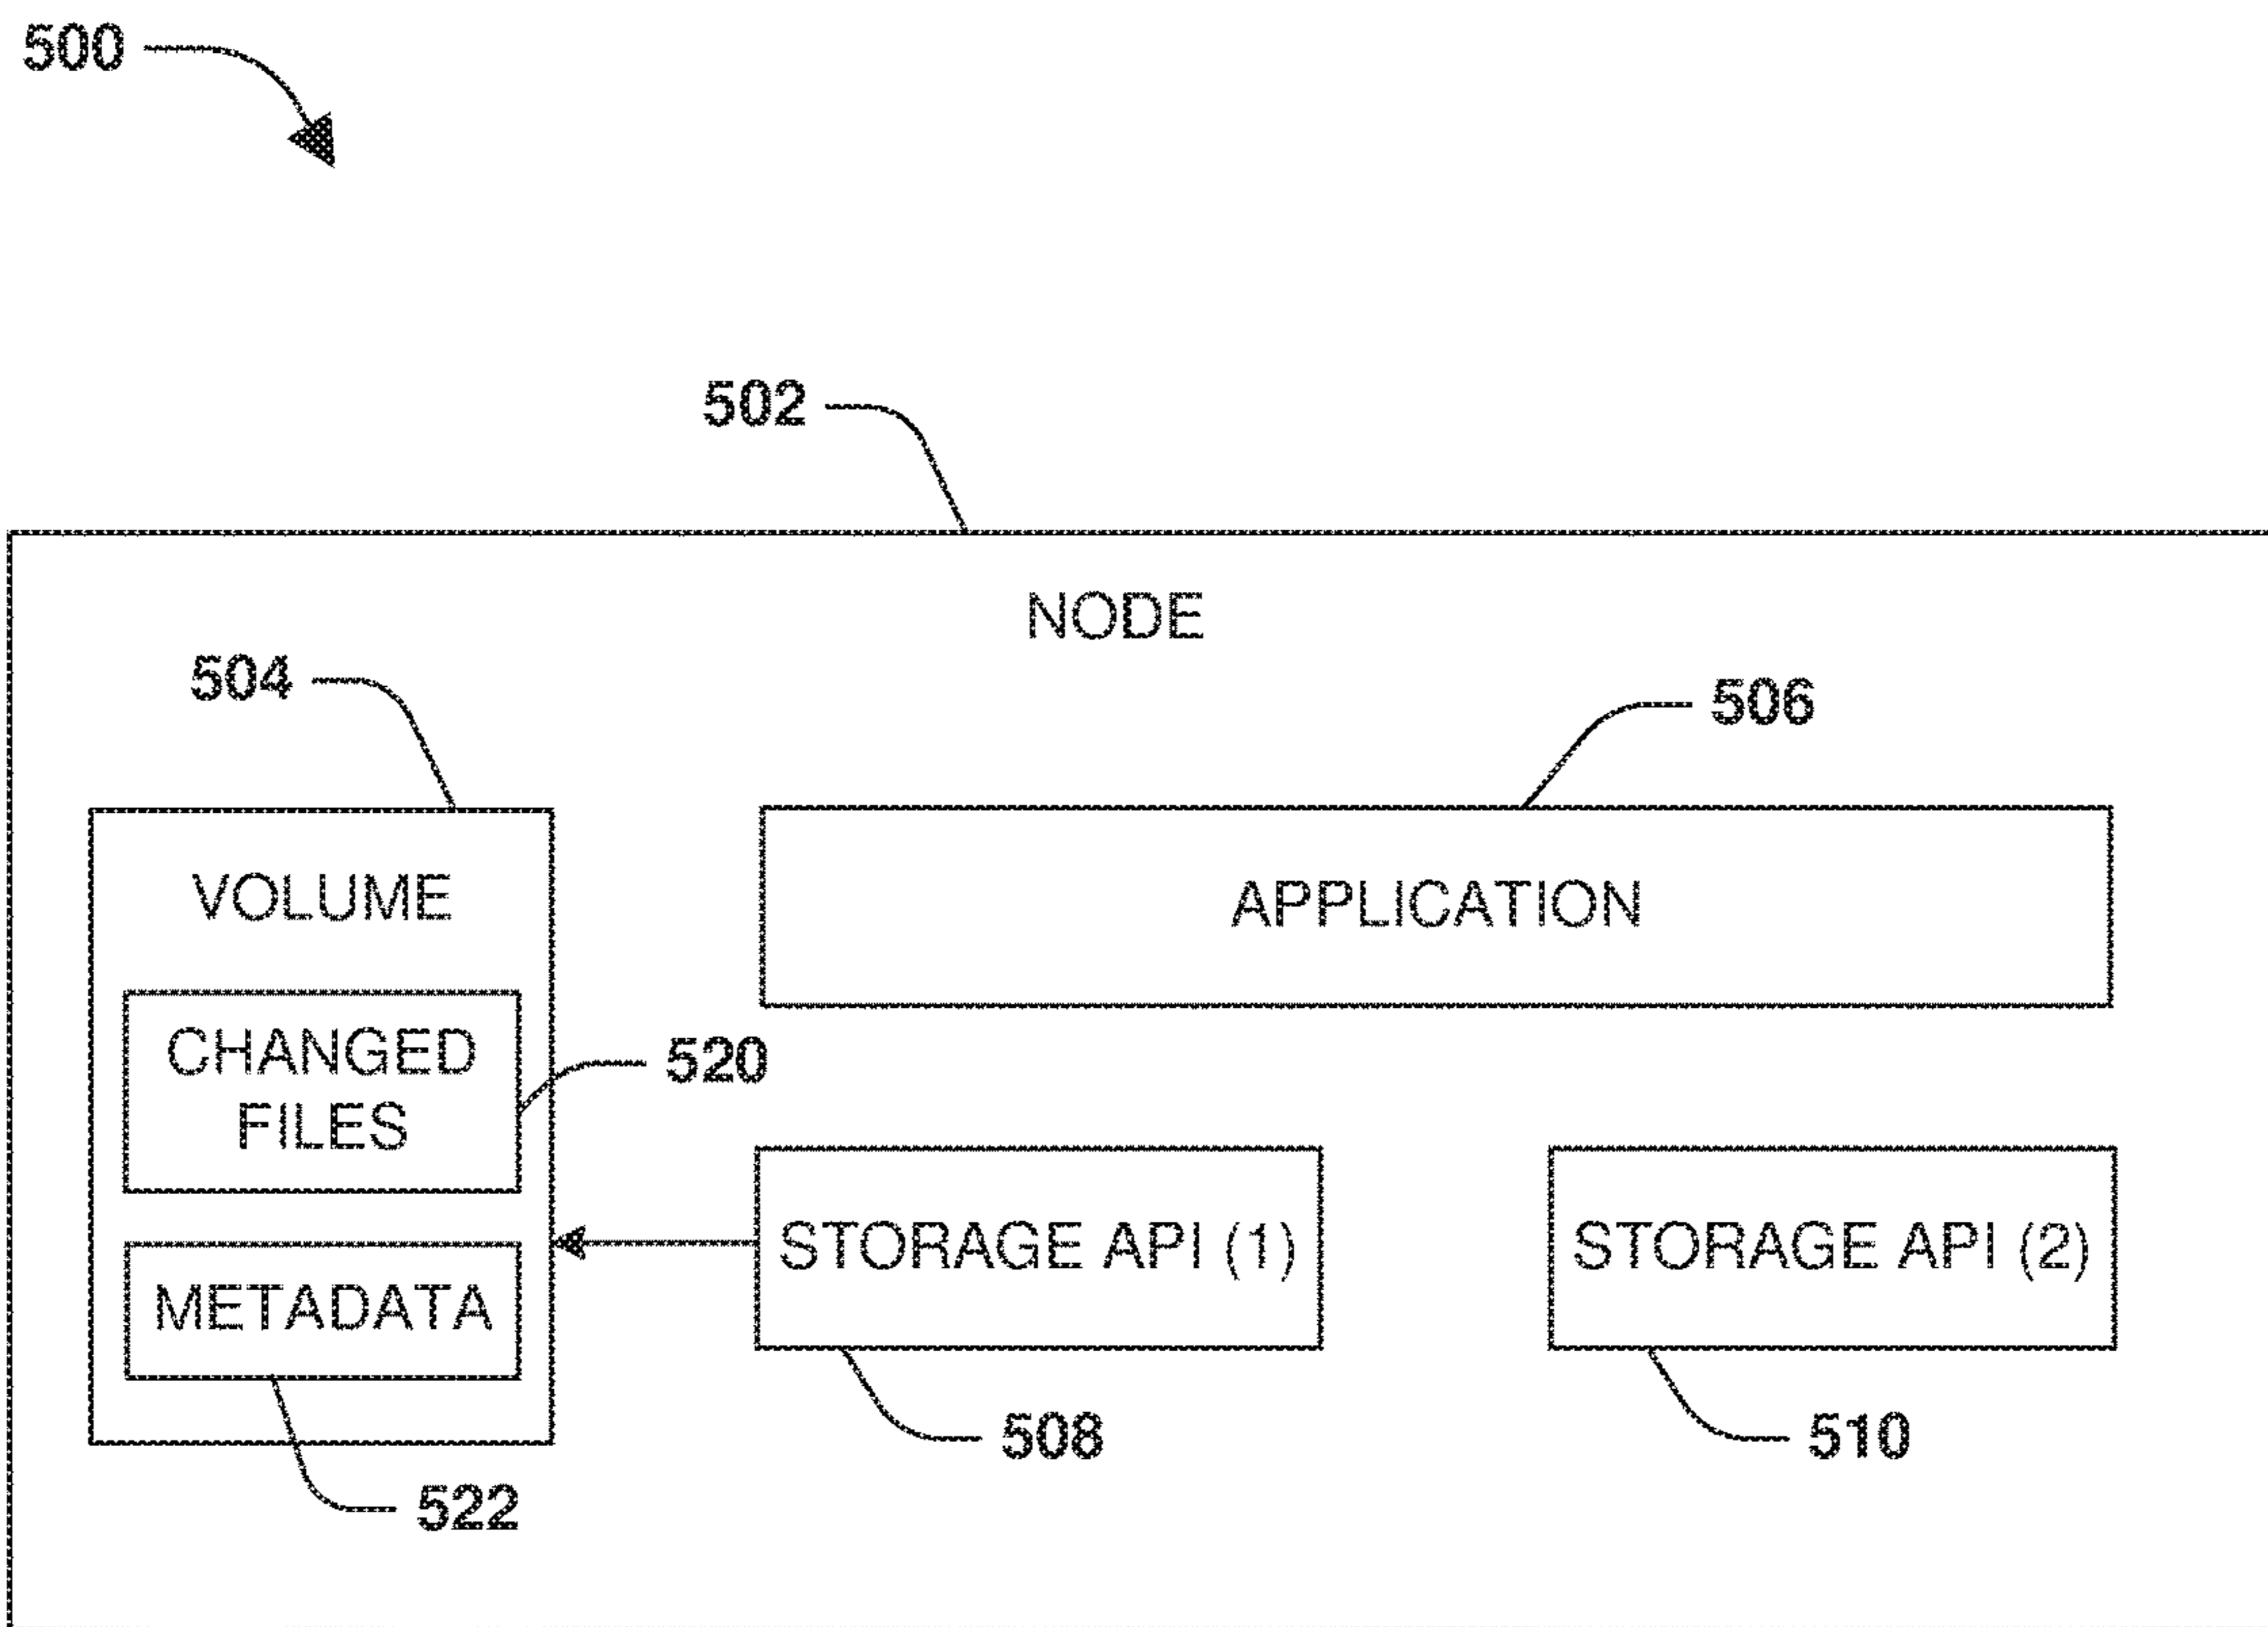 500
502
NODE
504
506
VOLUME
APPLICATION
CHANGED
FILES
520
STORAGE API (1)
STORAGE API (2)
METADATA
508
510
522